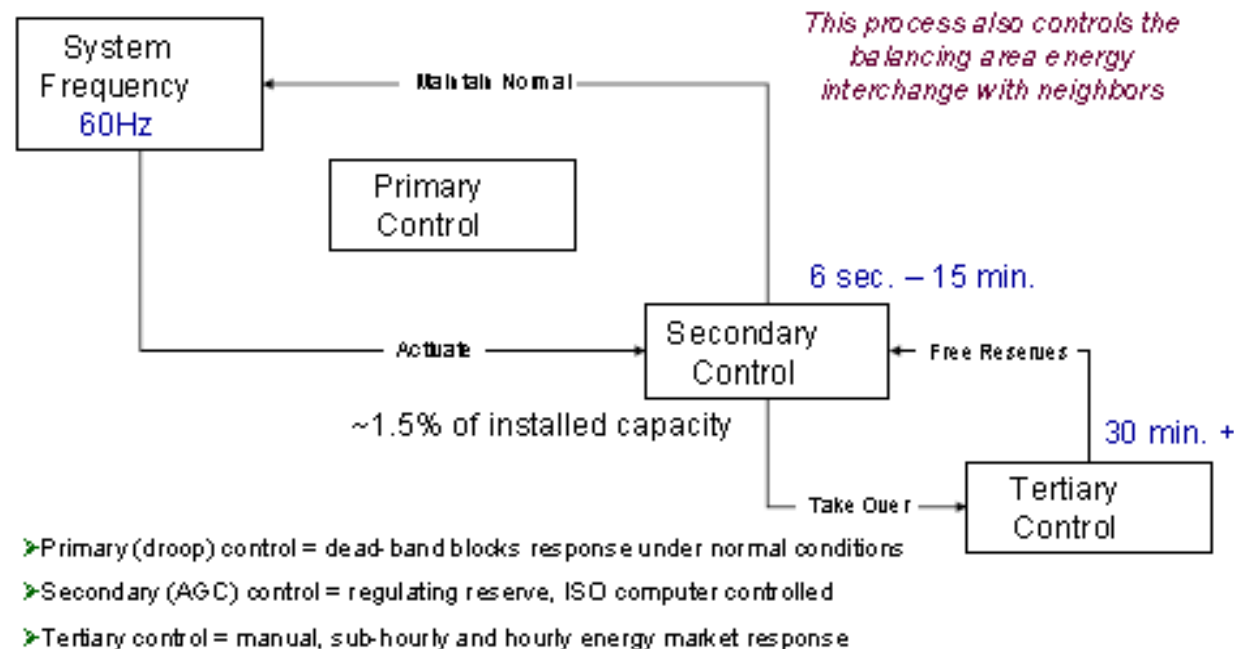 System
Frequency
60Hz
This process also controls the
balancing area energy
interchange with neighbors
Maintain Normal
Primary
Control
6 sec. – 15 min.
Secondary
Control
Actuate
Free Reserves
~1.5% of installed capacity
30 min. +
Tertiary
Control
Take Over
➢Primary (droop) control = dead-band blocks response under normal conditions
➢Secondary (AGC) control = regulating reserve, ISO computer controlled
➢Tertiary control = manual, sub-hourly and hourly energy market response